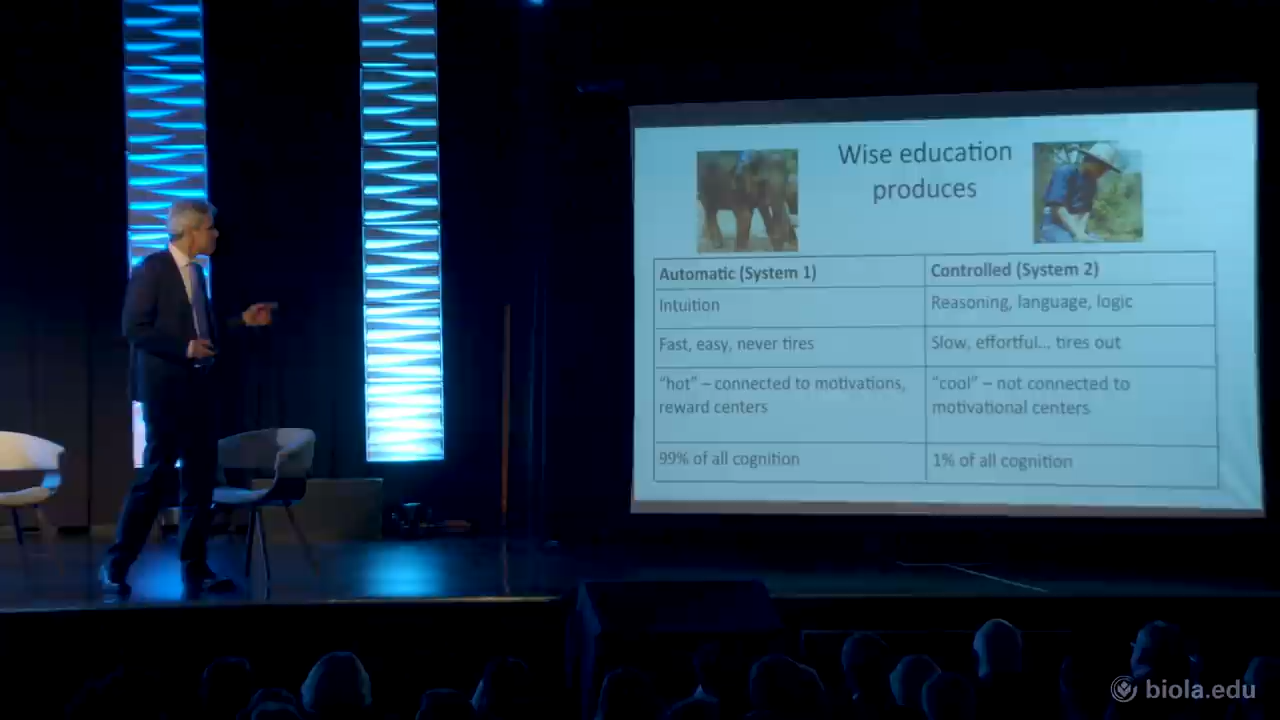 Wise education
produces
Automatic (System 1)
Controlled (System 2)
Intuition
Reasoning, language, logic
Fast, easy, never tires
Slow, effortful... tires out
“hot” – connected to motivations,
reward centers
“cool” – not connected to
motivational centers
99% of all cognition
1% of all cognition
biola.edu